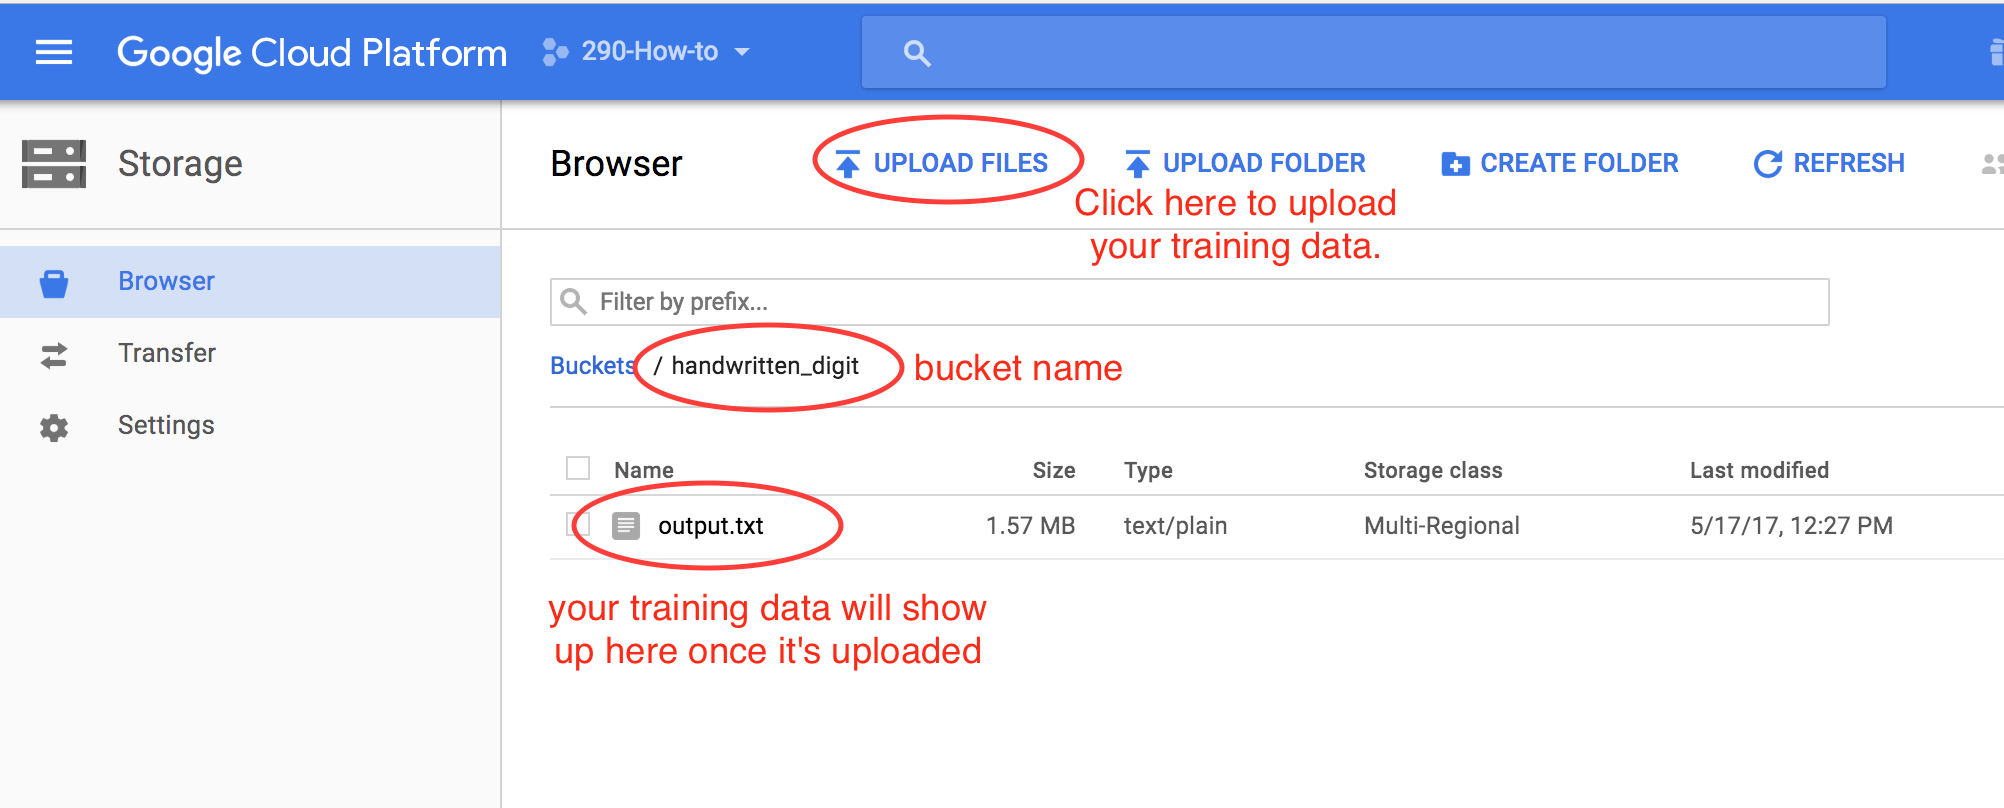 Google Cloud Platform 290-How-to
Storage
Browser UPLOAD FILES UPLOAD FOLDER CREATE FOLDER REFRESH
Click here to upload
your training data.
Browser
Transfer
Settings
Filter by prefix...
Buckets / handwritten_digit bucket name
Name Size Type Storage class Last modified
output.txt 1.57 MB text/plain Multi-Regional 5/17/17, 12:27 PM
your training data will show
up here once it's uploaded